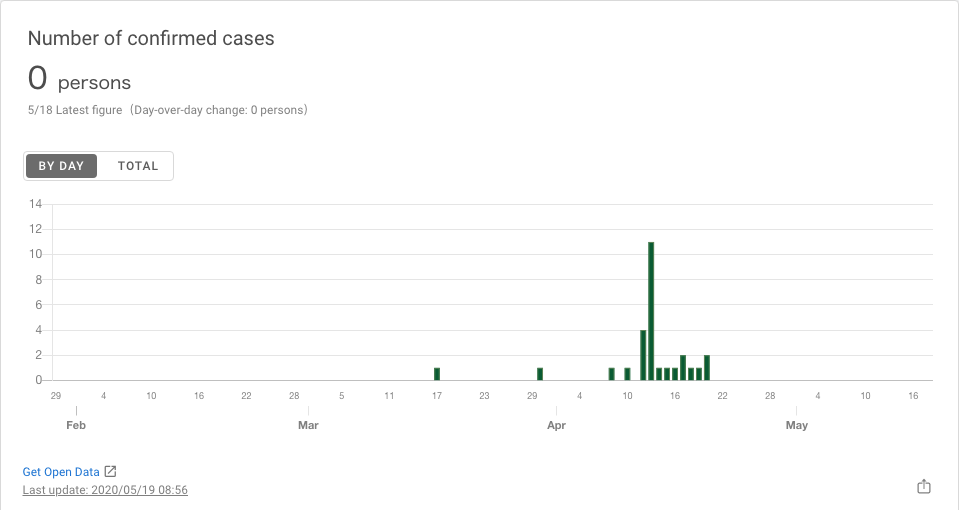 Number of confirmed cases
0 persons
5/18 Latest figure（Day-over-day change: 0 persons）
BY DAY TOTAL
14
12
10
8
6
4
2
0
29 4 10 16 22 28 5 11 17 23 29 4 10 16 22 28 4 10 16
Feb Mar Apr May
Get Open Data
Last update: 2020/05/19 08:56